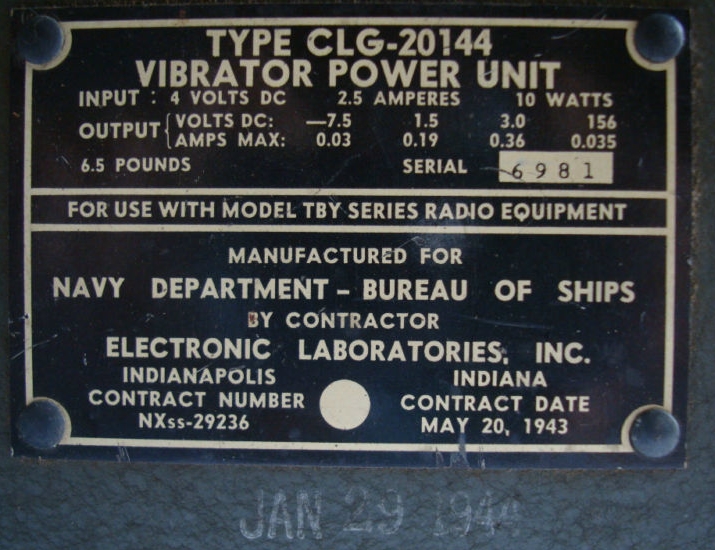 TYPE CLG-20144
VIBRATOR POWER UNIT
INPUT : 4 VOLTS DC 2.5 AMPERES 10 WATTS
OUTPUT { VOLTS DC: —7.5 1.5 3.0 156
AMPS MAX: 0.03 0.19 0.36 0.035
6.5 POUNDS SERIAL 6981
FOR USE WITH MODEL TBY SERIES RADIO EQUIPMENT
MANUFACTURED FOR
NAVY DEPARTMENT – BUREAU OF SHIPS
BY CONTRACTOR
ELECTRONIC LABORATORIES, INC.
INDIANAPOLIS INDIANA
CONTRACT NUMBER CONTRACT DATE
NXss-29236 MAY 20, 1943
JAN 29 1944